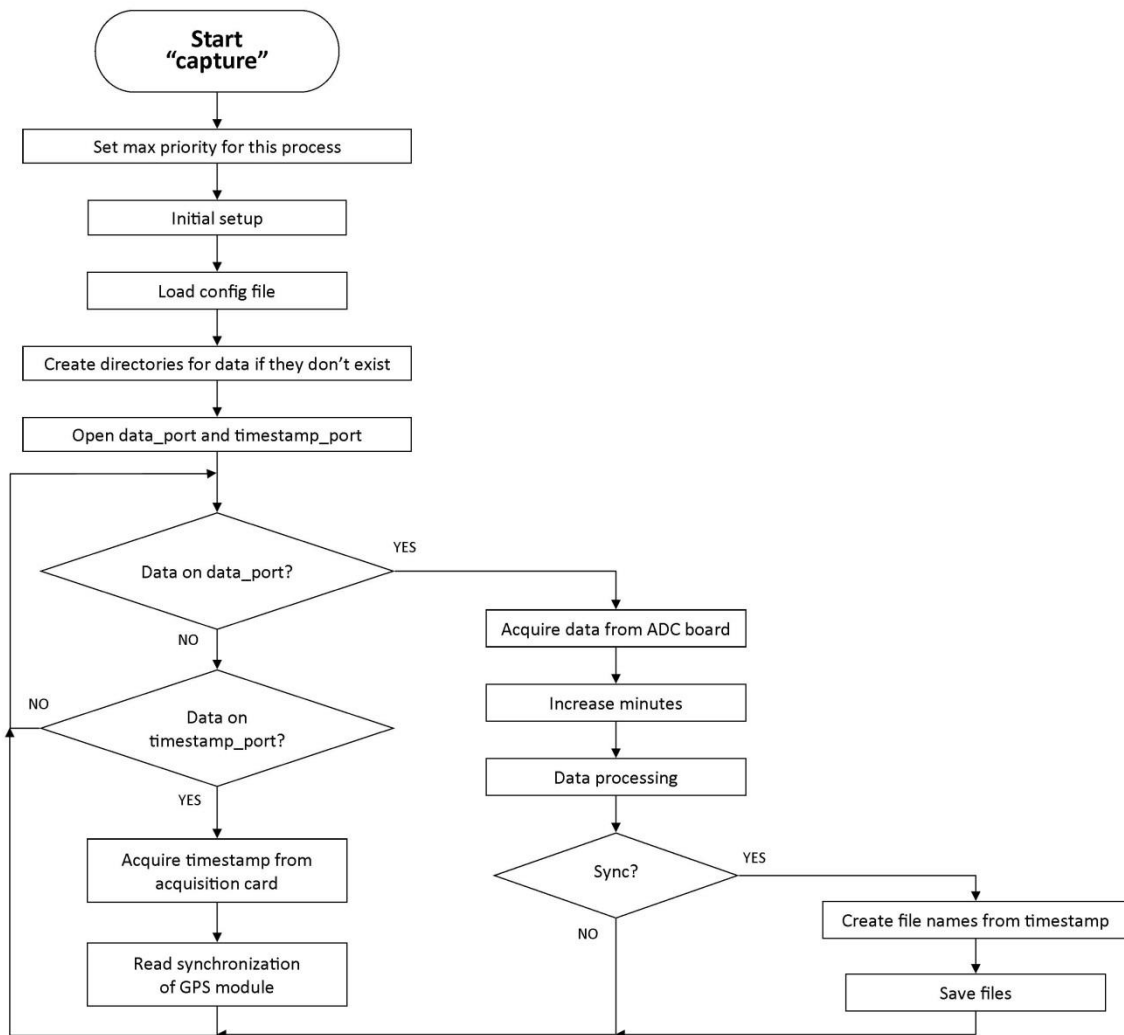 Start
“capture”
Set max priority for this process
Initial setup
Load config file
Create directories for data if they don’t exist
Open data_port and timestamp_port
Data on data_port?
YES
NO
Acquire data from ADC board
NO
Data on
timestamp_port?
Increase minutes
YES
Data processing
Acquire timestamp from
acquisition card
Sync?
YES
NO
Create file names from timestamp
Read synchronization
of GPS module
Save files